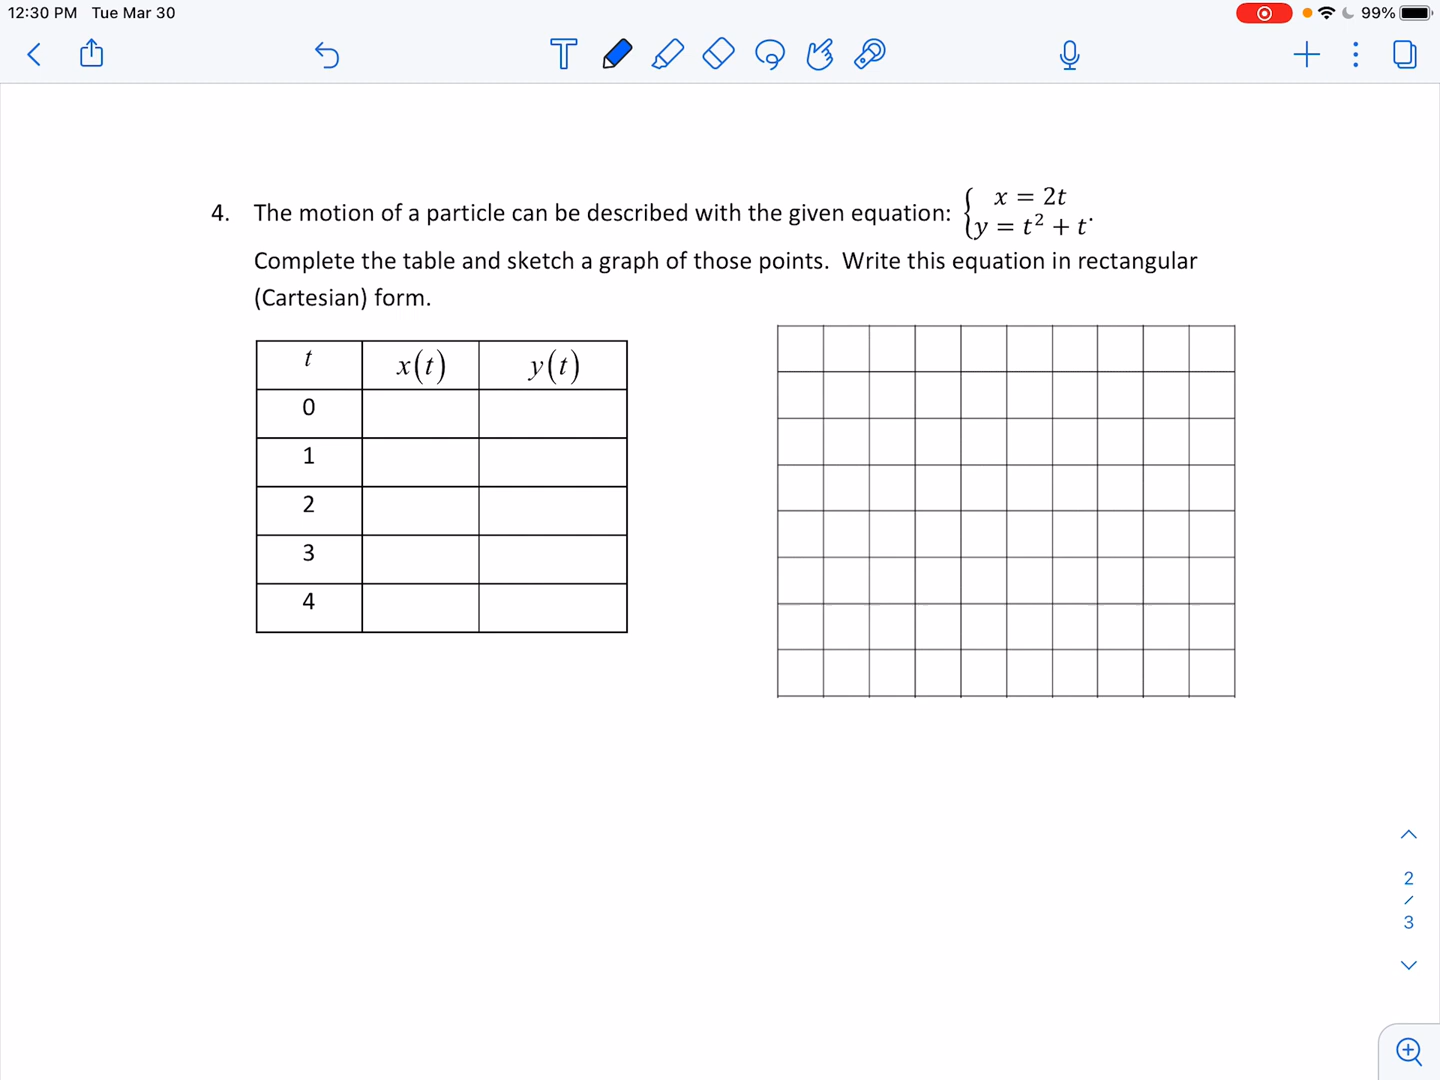 12:30 PM Tue Mar 30 99%
4. The motion of a particle can be described with the given equation: { x = 2t
y = t² + t.
Complete the table and sketch a graph of those points. Write this equation in rectangular
(Cartesian) form.
t x(t) y(t)
0
1
2
3
4
2
/
3